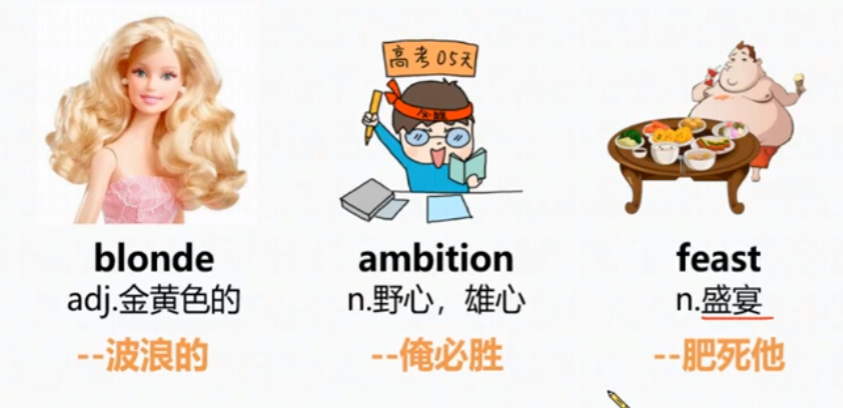 高考05天
blonde
adj.金黄色的
--波浪的
ambition
n.野心，雄心
--俺必胜
feast
n.盛宴
--肥死他